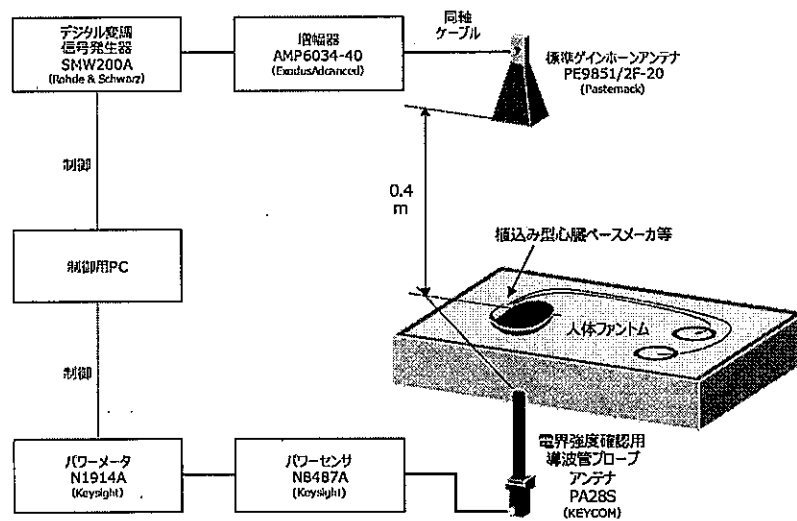 デジタル変調
信号発生器
SMW200A
(Rohde & Schwarz)
増幅器
AMP6034-40
(ExodusAdvanced)
同軸
ケーブル
標準ゲインホーンアンテナ
PE9851/2F-20
(Pasternack)
制御
0.4
m
植込み型心臓ペースメーカ等
制御用PC
人体ファントム
制御
パワーメータ
N1914A
(Keysight)
パワーセンサ
N8487A
(Keysight)
電界強度確認用
導波管プローブ
アンテナ
PA28S
(KEYCOM)